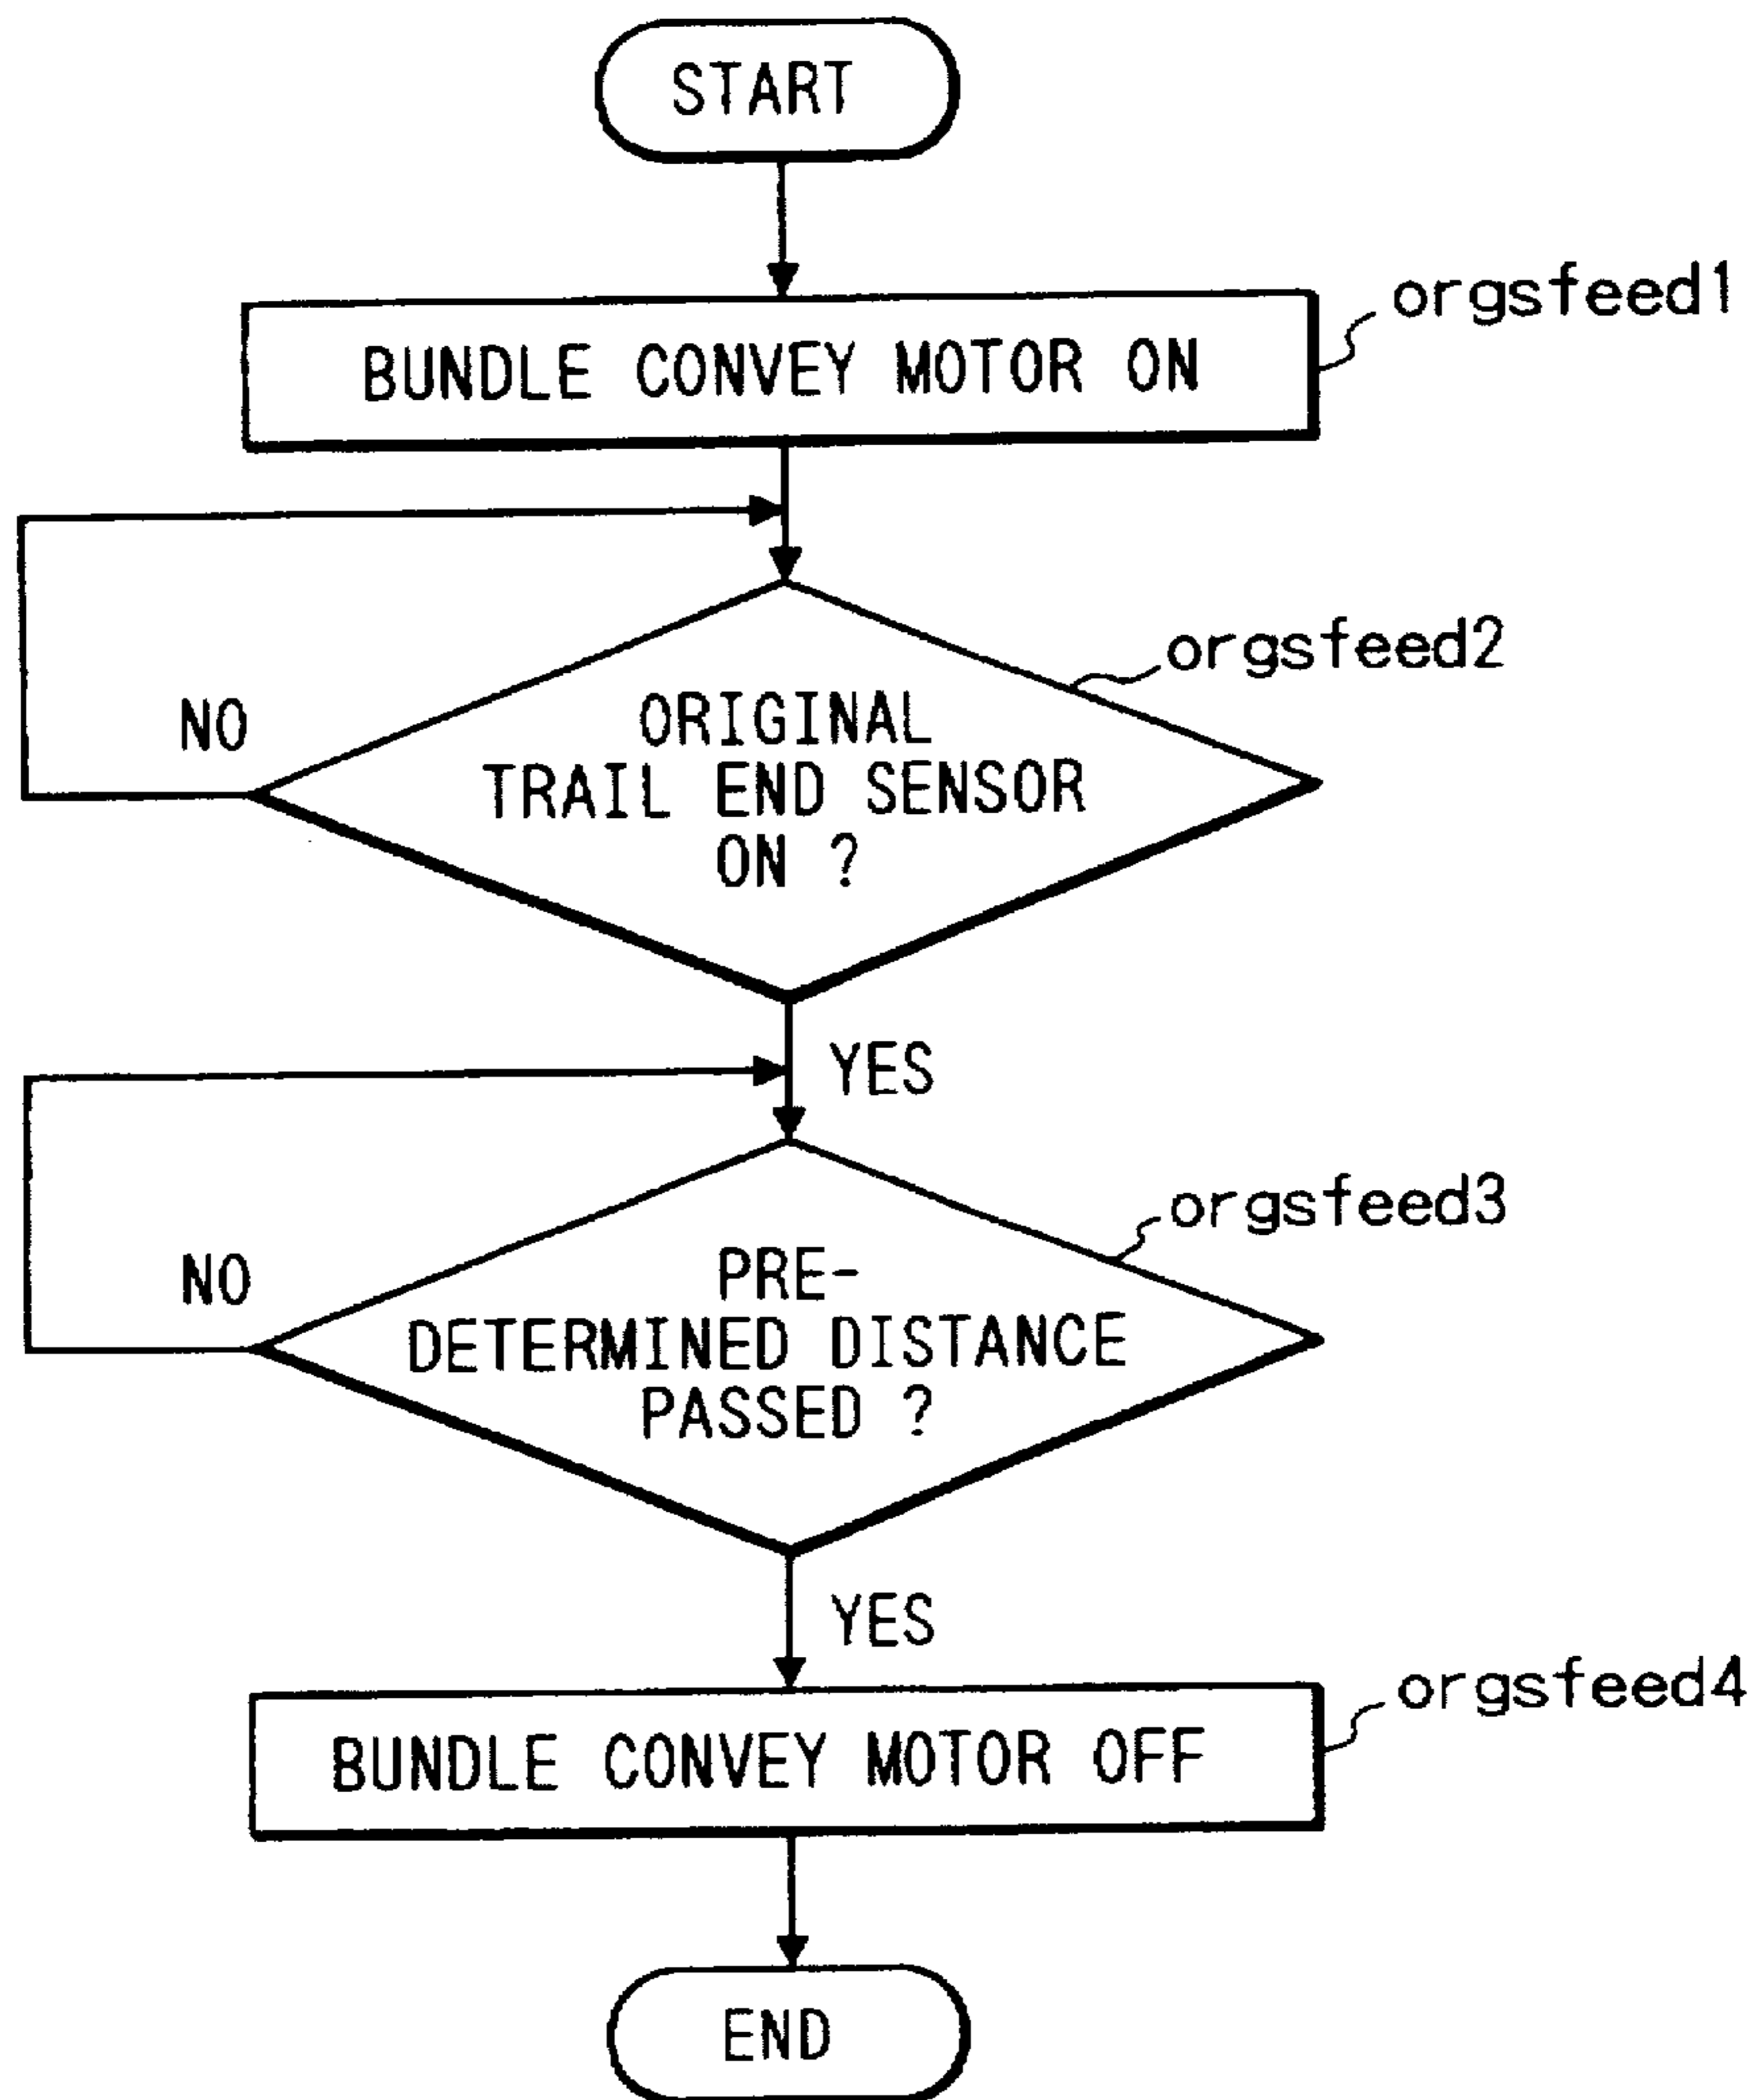 START
orgsfeed1
BUNDLE CONVEY MOTOR ON
orgsfeed2
NO
ORIGINAL
TRAIL END SENSOR
ON ?
YES
orgsfeed3
NO
PRE-
DETERMINED DISTANCE
PASSED ?
YES
orgsfeed4
BUNDLE CONVEY MOTOR OFF
END